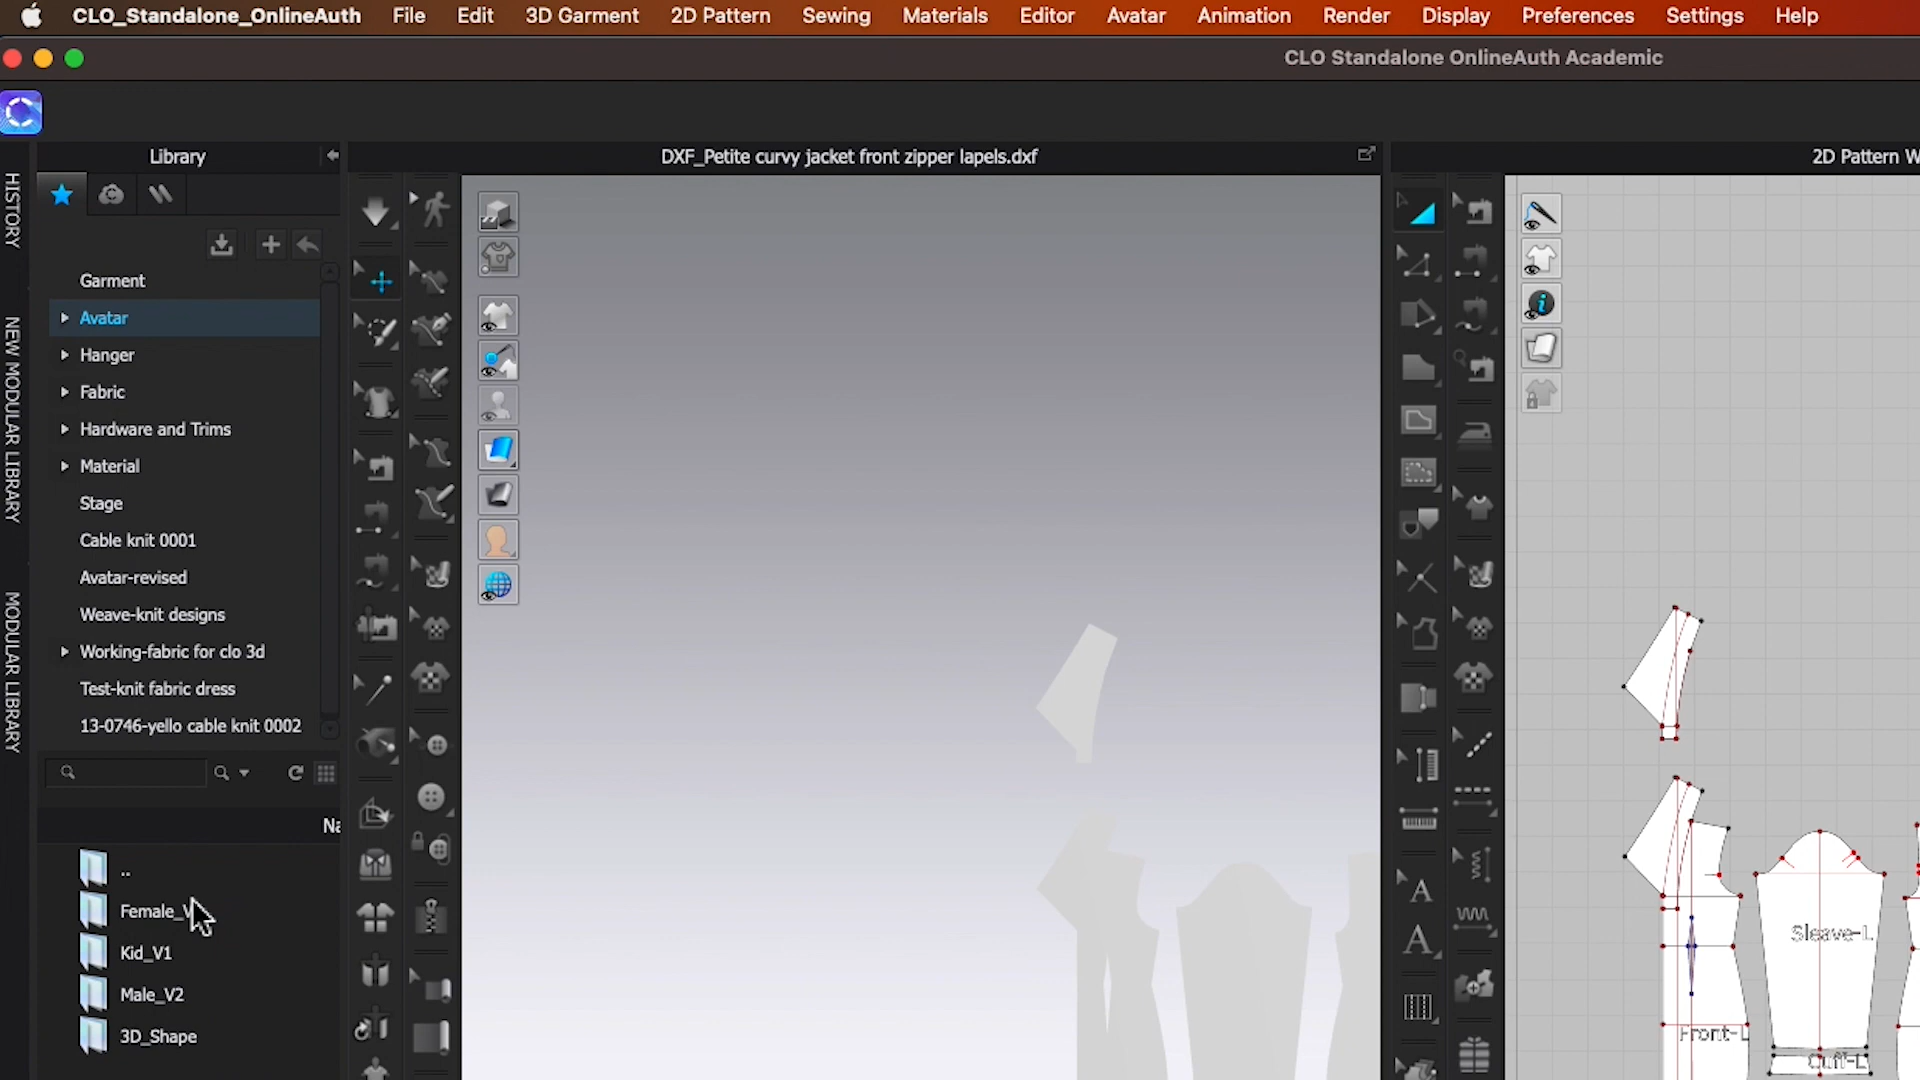 CLO_Standalone_OnlineAuth File Edit 3D Garment 2D Pattern Sewing Materials Editor Avatar Animation Render Display Preferences Settings Help
CLO Standalone OnlineAuth Academic
Library
DXF_Petite curvy jacket front zipper lapels.dxf
2D Pattern W
HISTORY
NEW MODULAR LIBRARY
MODULAR LIBRARY
Garment
Avatar
Hanger
Fabric
Hardware and Trims
Material
Stage
Cable knit 0001
Avatar-revised
Weave-knit designs
Working-fabric for clo 3d
Test-knit fabric dress
13-0746-yello cable knit 0002
Na
..
Female_V
Kid_V1
Male_V2
3D_Shape
Sleave-L
Front-L
Cuff-L